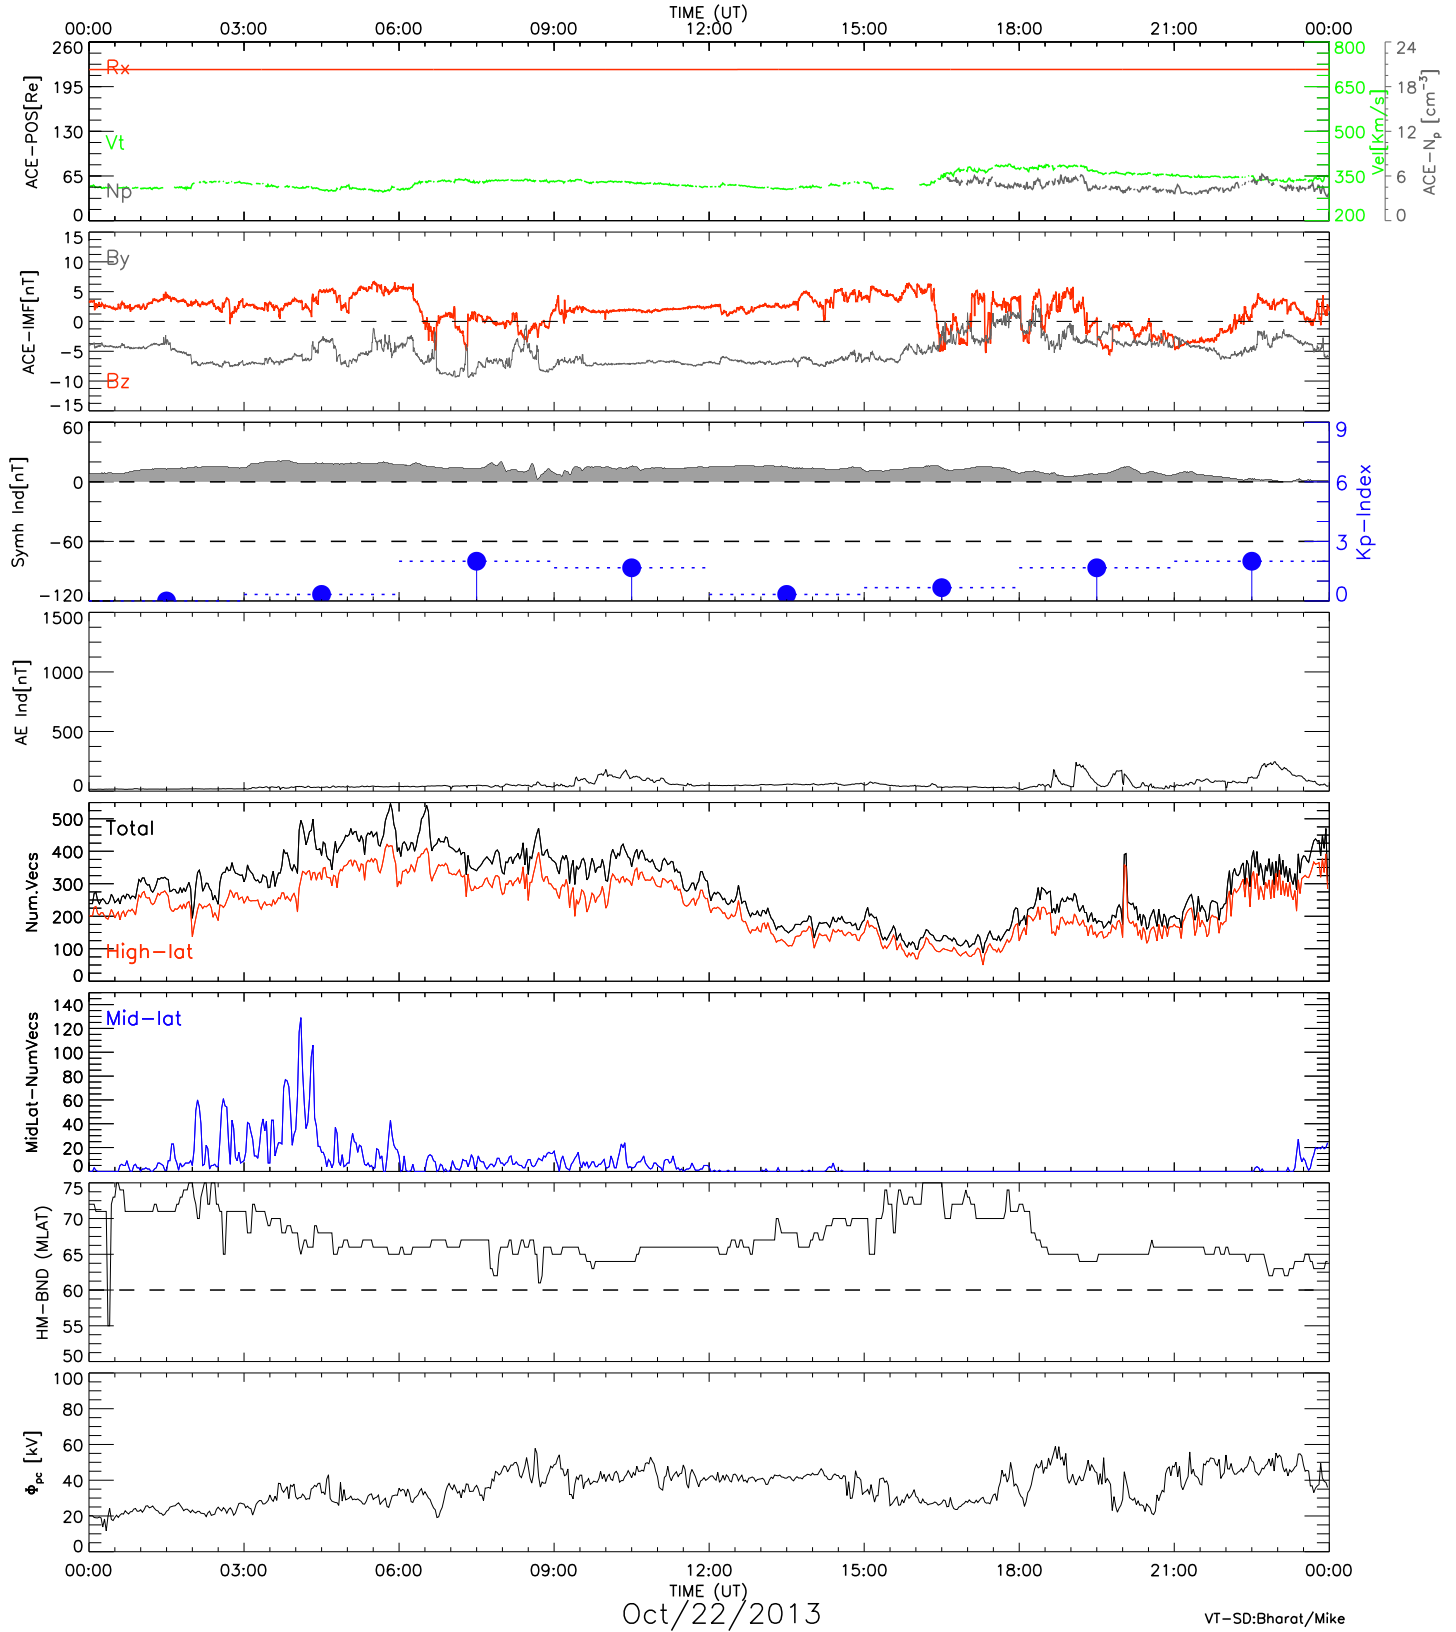 TIME (UT)
00:00 03:00 06:00 09:00 12:00 15:00 18:00 21:00 00:00
260
195
130
65
0
ACE-POS[Re]
Rx
Vt
Np
800
650
500
350
200
Vel[Km/s]
24
18
12
6
0
ACE-Np [cm-3]
15
10
5
0
-5
-10
-15
ACE-IMF[nT]
By
Bz
60
0
-60
-120
Symh Ind[nT]
9
6
3
0
Kp-Index
1500
1000
500
0
AE Ind[nT]
500
400
300
200
100
0
Num.Vecs
Total
High-lat
140
120
100
80
60
40
20
0
MidLat-NumVecs
Mid-lat
75
70
65
60
55
50
HM-BND (MLAT)
100
80
60
40
20
0
Φpc [kV]
00:00 03:00 06:00 09:00 12:00 15:00 18:00 21:00 00:00
TIME (UT)
Oct/22/2013
VT-SD:Bharat/Mike